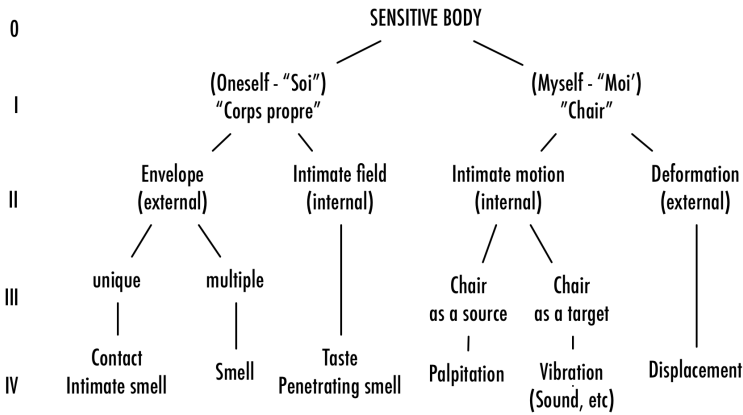 0
SENSITIVE BODY
I
(Oneself - “Soi”)
“Corps propre”
(Myself - “Moi’)
”Chair”
II
Envelope
(external)
Intimate field
(internal)
Intimate motion
(internal)
Deformation
(external)
III
unique
multiple
Chair
as a source
Chair
as a target
IV
Contact
Intimate smell
Smell
Taste
Penetrating smell
Palpitation
Vibration
(Sound, etc)
Displacement